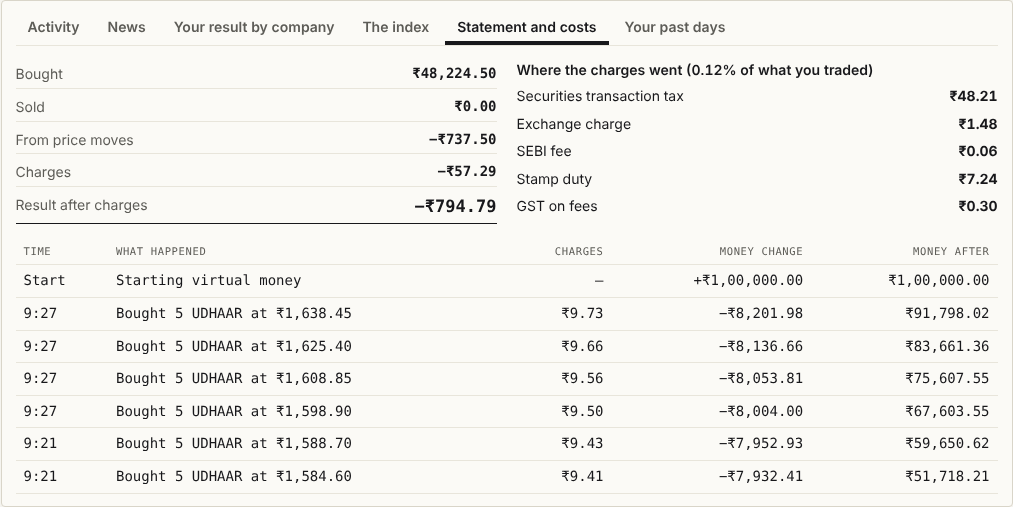 Activity News Your result by company The index Statement and costs Your past days
Bought ₹48,224.50
Sold ₹0.00
From price moves −₹737.50
Charges −₹57.29
Result after charges −₹794.79
Where the charges went (0.12% of what you traded)
Securities transaction tax ₹48.21
Exchange charge ₹1.48
SEBI fee ₹0.06
Stamp duty ₹7.24
GST on fees ₹0.30
TIME WHAT HAPPENED CHARGES MONEY CHANGE MONEY AFTER
Start Starting virtual money — +₹1,00,000.00 ₹1,00,000.00
9:27 Bought 5 UDHAAR at ₹1,638.45 ₹9.73 −₹8,201.98 ₹91,798.02
9:27 Bought 5 UDHAAR at ₹1,625.40 ₹9.66 −₹8,136.66 ₹83,661.36
9:27 Bought 5 UDHAAR at ₹1,608.85 ₹9.56 −₹8,053.81 ₹75,607.55
9:27 Bought 5 UDHAAR at ₹1,598.90 ₹9.50 −₹8,004.00 ₹67,603.55
9:21 Bought 5 UDHAAR at ₹1,588.70 ₹9.43 −₹7,952.93 ₹59,650.62
9:21 Bought 5 UDHAAR at ₹1,584.60 ₹9.41 −₹7,932.41 ₹51,718.21